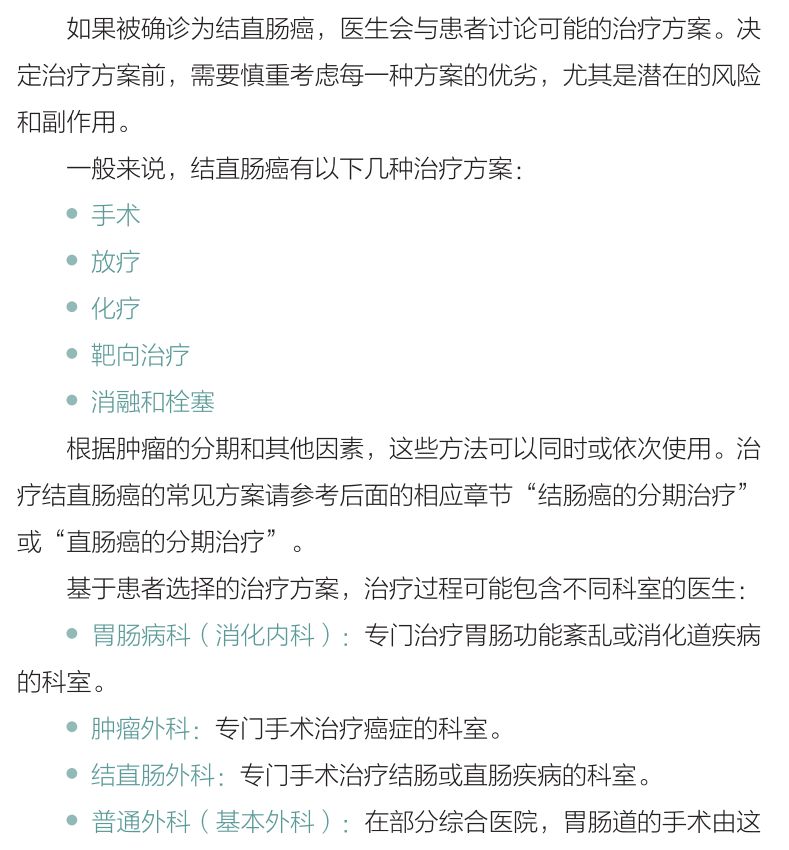 如果被确诊为结直肠癌，医生会与患者讨论可能的治疗方案。决
定治疗方案前，需要慎重考虑每一种方案的优劣，尤其是潜在的风险
和副作用。
一般来说，结直肠癌有以下几种治疗方案：
● 手术
● 放疗
● 化疗
● 靶向治疗
● 消融和栓塞
根据肿瘤的分期和其他因素，这些方法可以同时或依次使用。治
疗结直肠癌的常见方案请参考后面的相应章节“结肠癌的分期治疗”
或“直肠癌的分期治疗”。
基于患者选择的治疗方案，治疗过程可能包含不同科室的医生：
● 胃肠病科（消化内科）：专门治疗胃肠功能紊乱或消化道疾病
的科室。
● 肿瘤外科：专门手术治疗癌症的科室。
● 结直肠外科：专门手术治疗结肠或直肠疾病的科室。
● 普通外科（基本外科）：在部分综合医院，胃肠道的手术由这